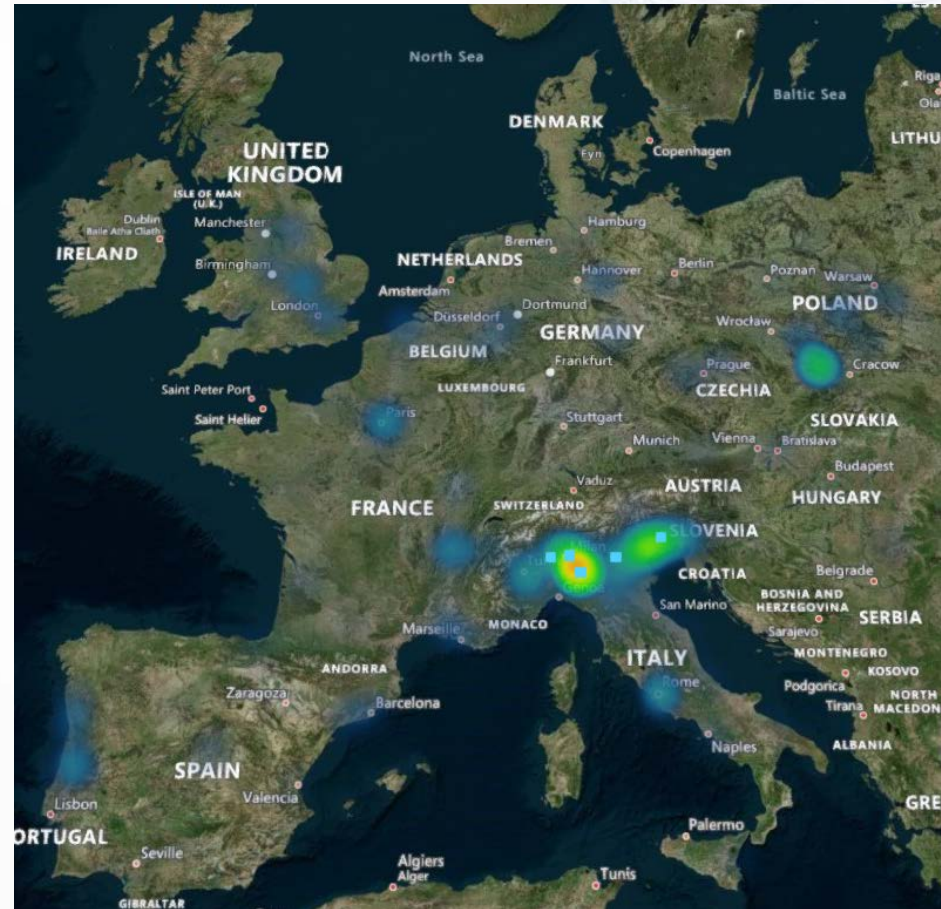 North Sea
Riga
Baltic Sea
DENMARK
LITHU
Fyn
Copenhagen
UNITED
KINGDOM
ISLE OF MAN
(U.K.)
Dublin
Baile Atha Cliath
Manchester
Hamburg
IRELAND
Bremen
NETHERLANDS
Birmingham
Hannover
Berlin
Poznań
Warsaw
Amsterdam
London
Dortmund
POLAND
Düsseldorf
GERMANY
Wrocław
BELGIUM
Frankfurt
Prague
Cracow
LUXEMBOURG
CZECHIA
Saint Peter Port
Paris
Saint Helier
Stuttgart
SLOVAKIA
Munich
Vienna
Bratislava
Budapest
Vaduz
AUSTRIA
FRANCE
SWITZERLAND
HUNGARY
SLOVENIA
CROATIA
Belgrade
Genoa
BOSNIA AND
HERZEGOVINA
San Marino
SERBIA
MONACO
Marseille
Sarajevo
ITALY
MONTENEGRO
ANDORRA
KOSOVO
Podgorica
Rome
Zaragoza
NORTH
MACEDON
Barcelona
Tirana
Naples
ALBANIA
SPAIN
Valencia
Lisbon
GRE
Palermo
ORTUGAL
Seville
Algiers
Alger
Tunis
GIBRALTAR